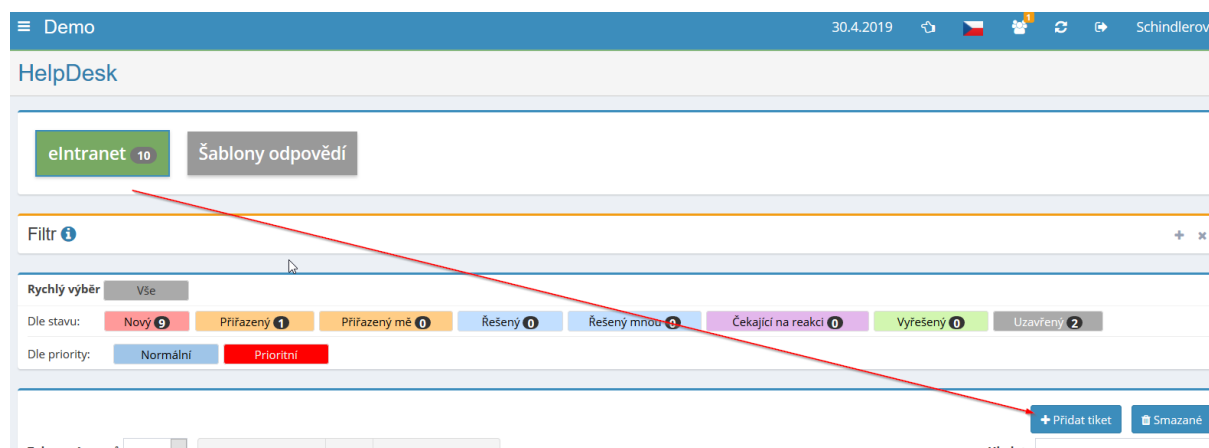 Demo 30.4.2019 1 Schindlerov
HelpDesk
eIntranet 10 Šablony odpovědí
Filtr
Rychlý výběr Vše
Dle stavu: Nový 9 Přiřazený 1 Přiřazený mě 0 Řešený 0 Řešený mnou 0 Čekající na reakci 0 Vyřešený 0 Uzavřený 2
Dle priority: Normální Prioritní
Přidat tiket Smazané